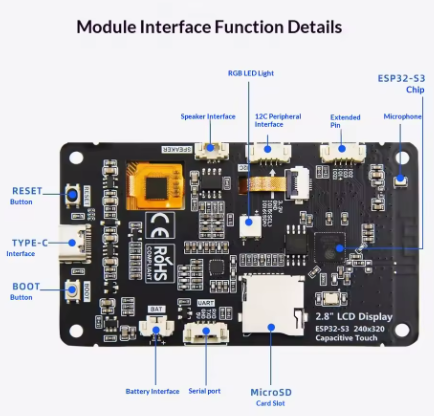 Module Interface Function Details
RGB LED Light
ESP32-S3
Chip
Speaker Interface
12C Peripheral
Interface
Extended
Pin
Microphone
SPEAKER
RESET
Button
RESET
TYPE-C
Interface
CE
RoHS
COMPLIANT
BOOT
Button
BOOT
BAT
UART
2.8" LCD Display
ESP32-S3 240x320
Capacitive Touch
Battery Interface
Serial port
MicroSD
Card Slot